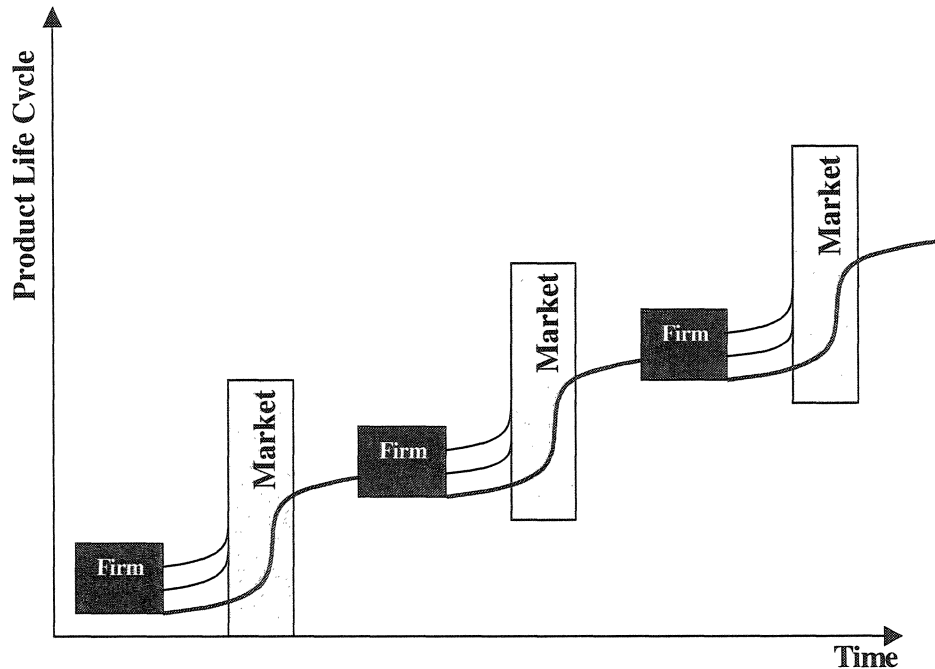 Product Life Cycle
Market
Firm
Market
Firm
Market
Firm
Time